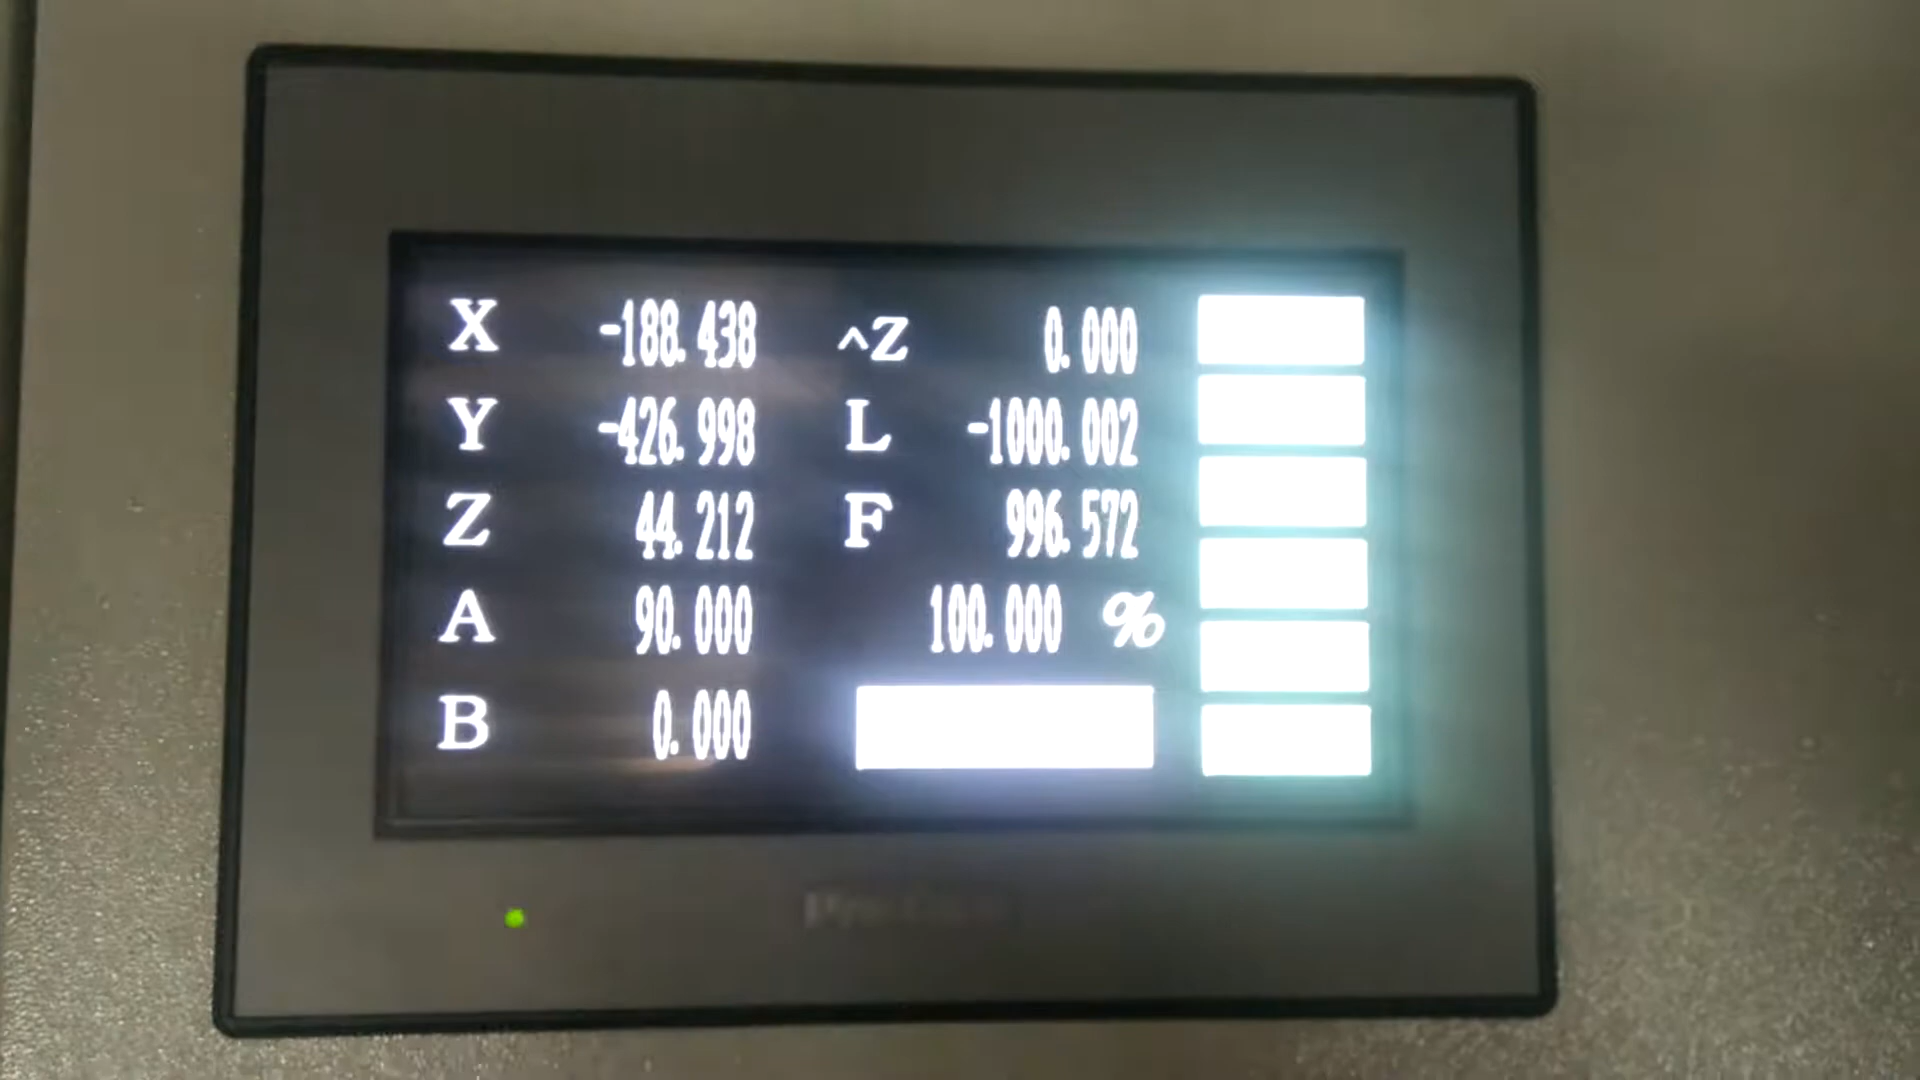 X -188.438 ^Z 0.000
Y -426.998 L -1000.002
Z 44.212 F 996.572
A 90.000 100.000 %
B 0.000